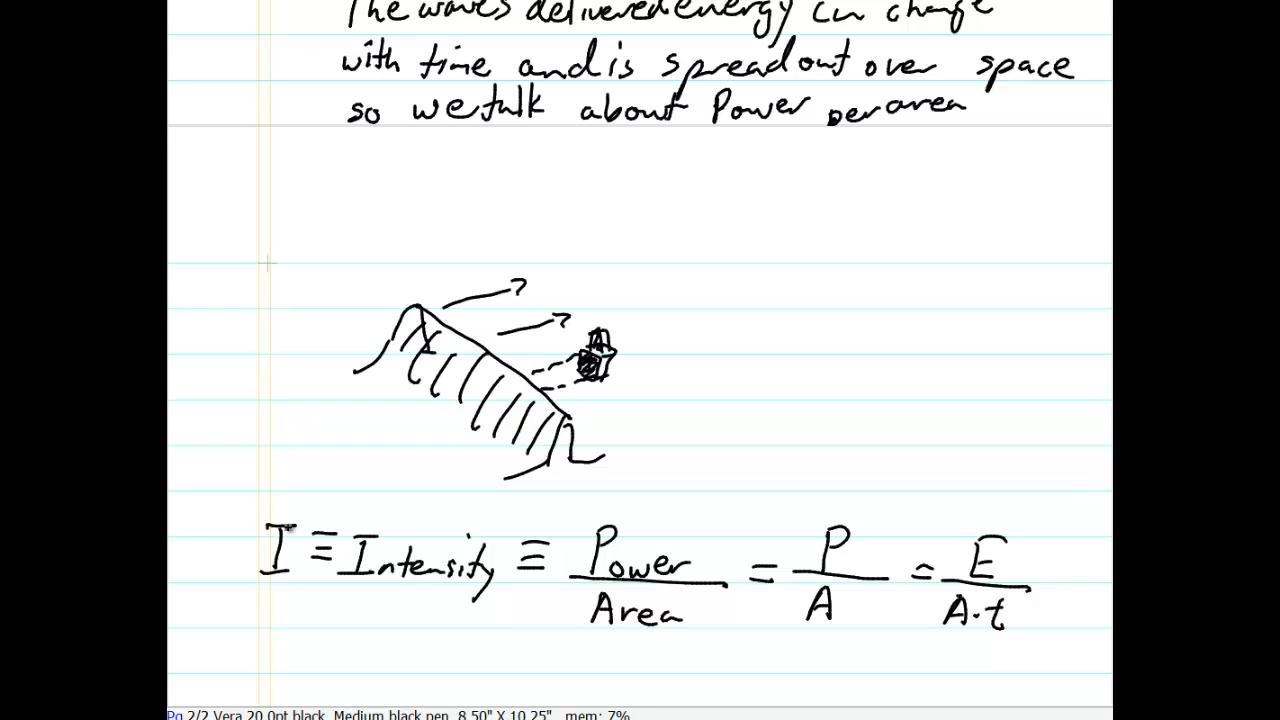 The waves delivered energy can change
with time and is spread out over space
so we talk about Power per area
A
I ≡ Intensity ≡ Power/Area = P/A = E/A·t
Pg 2/2 Vera 20.0pt black, Medium black pen, 8.50" X 10.25" mem: 7%